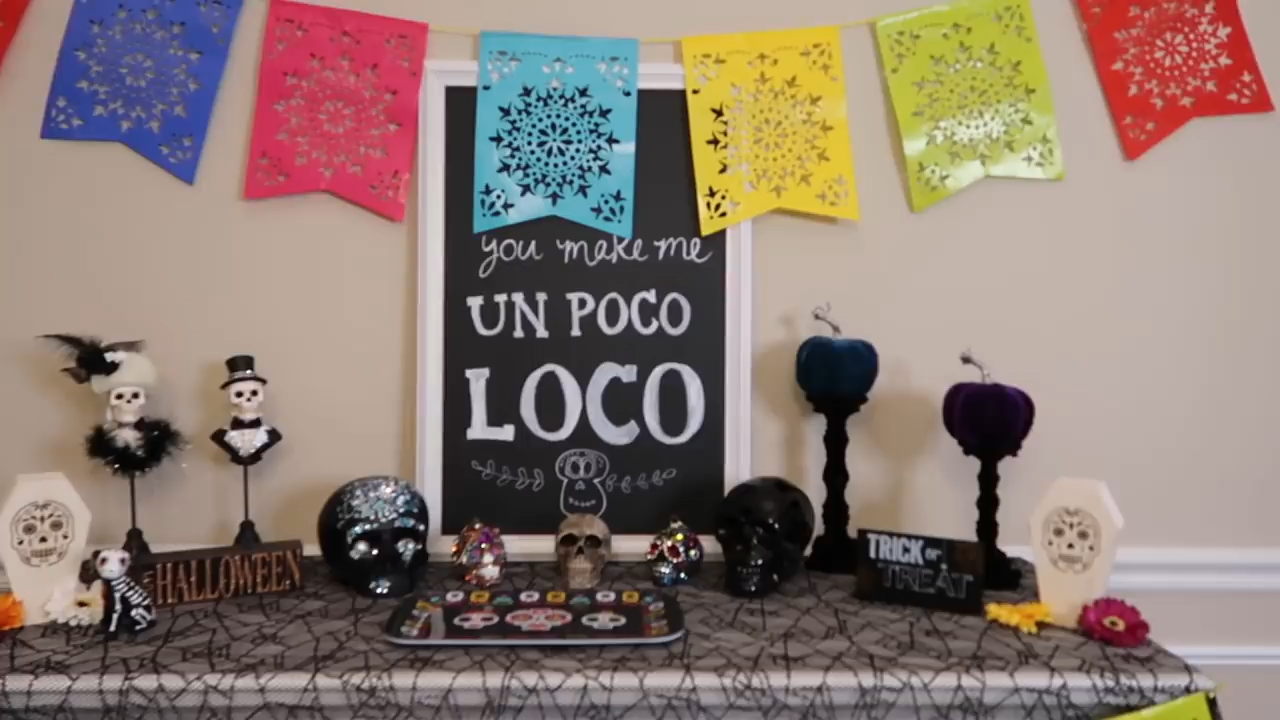 you make me
UN POCO
LOCO
HALLOWEEN
TRICK or
TREAT